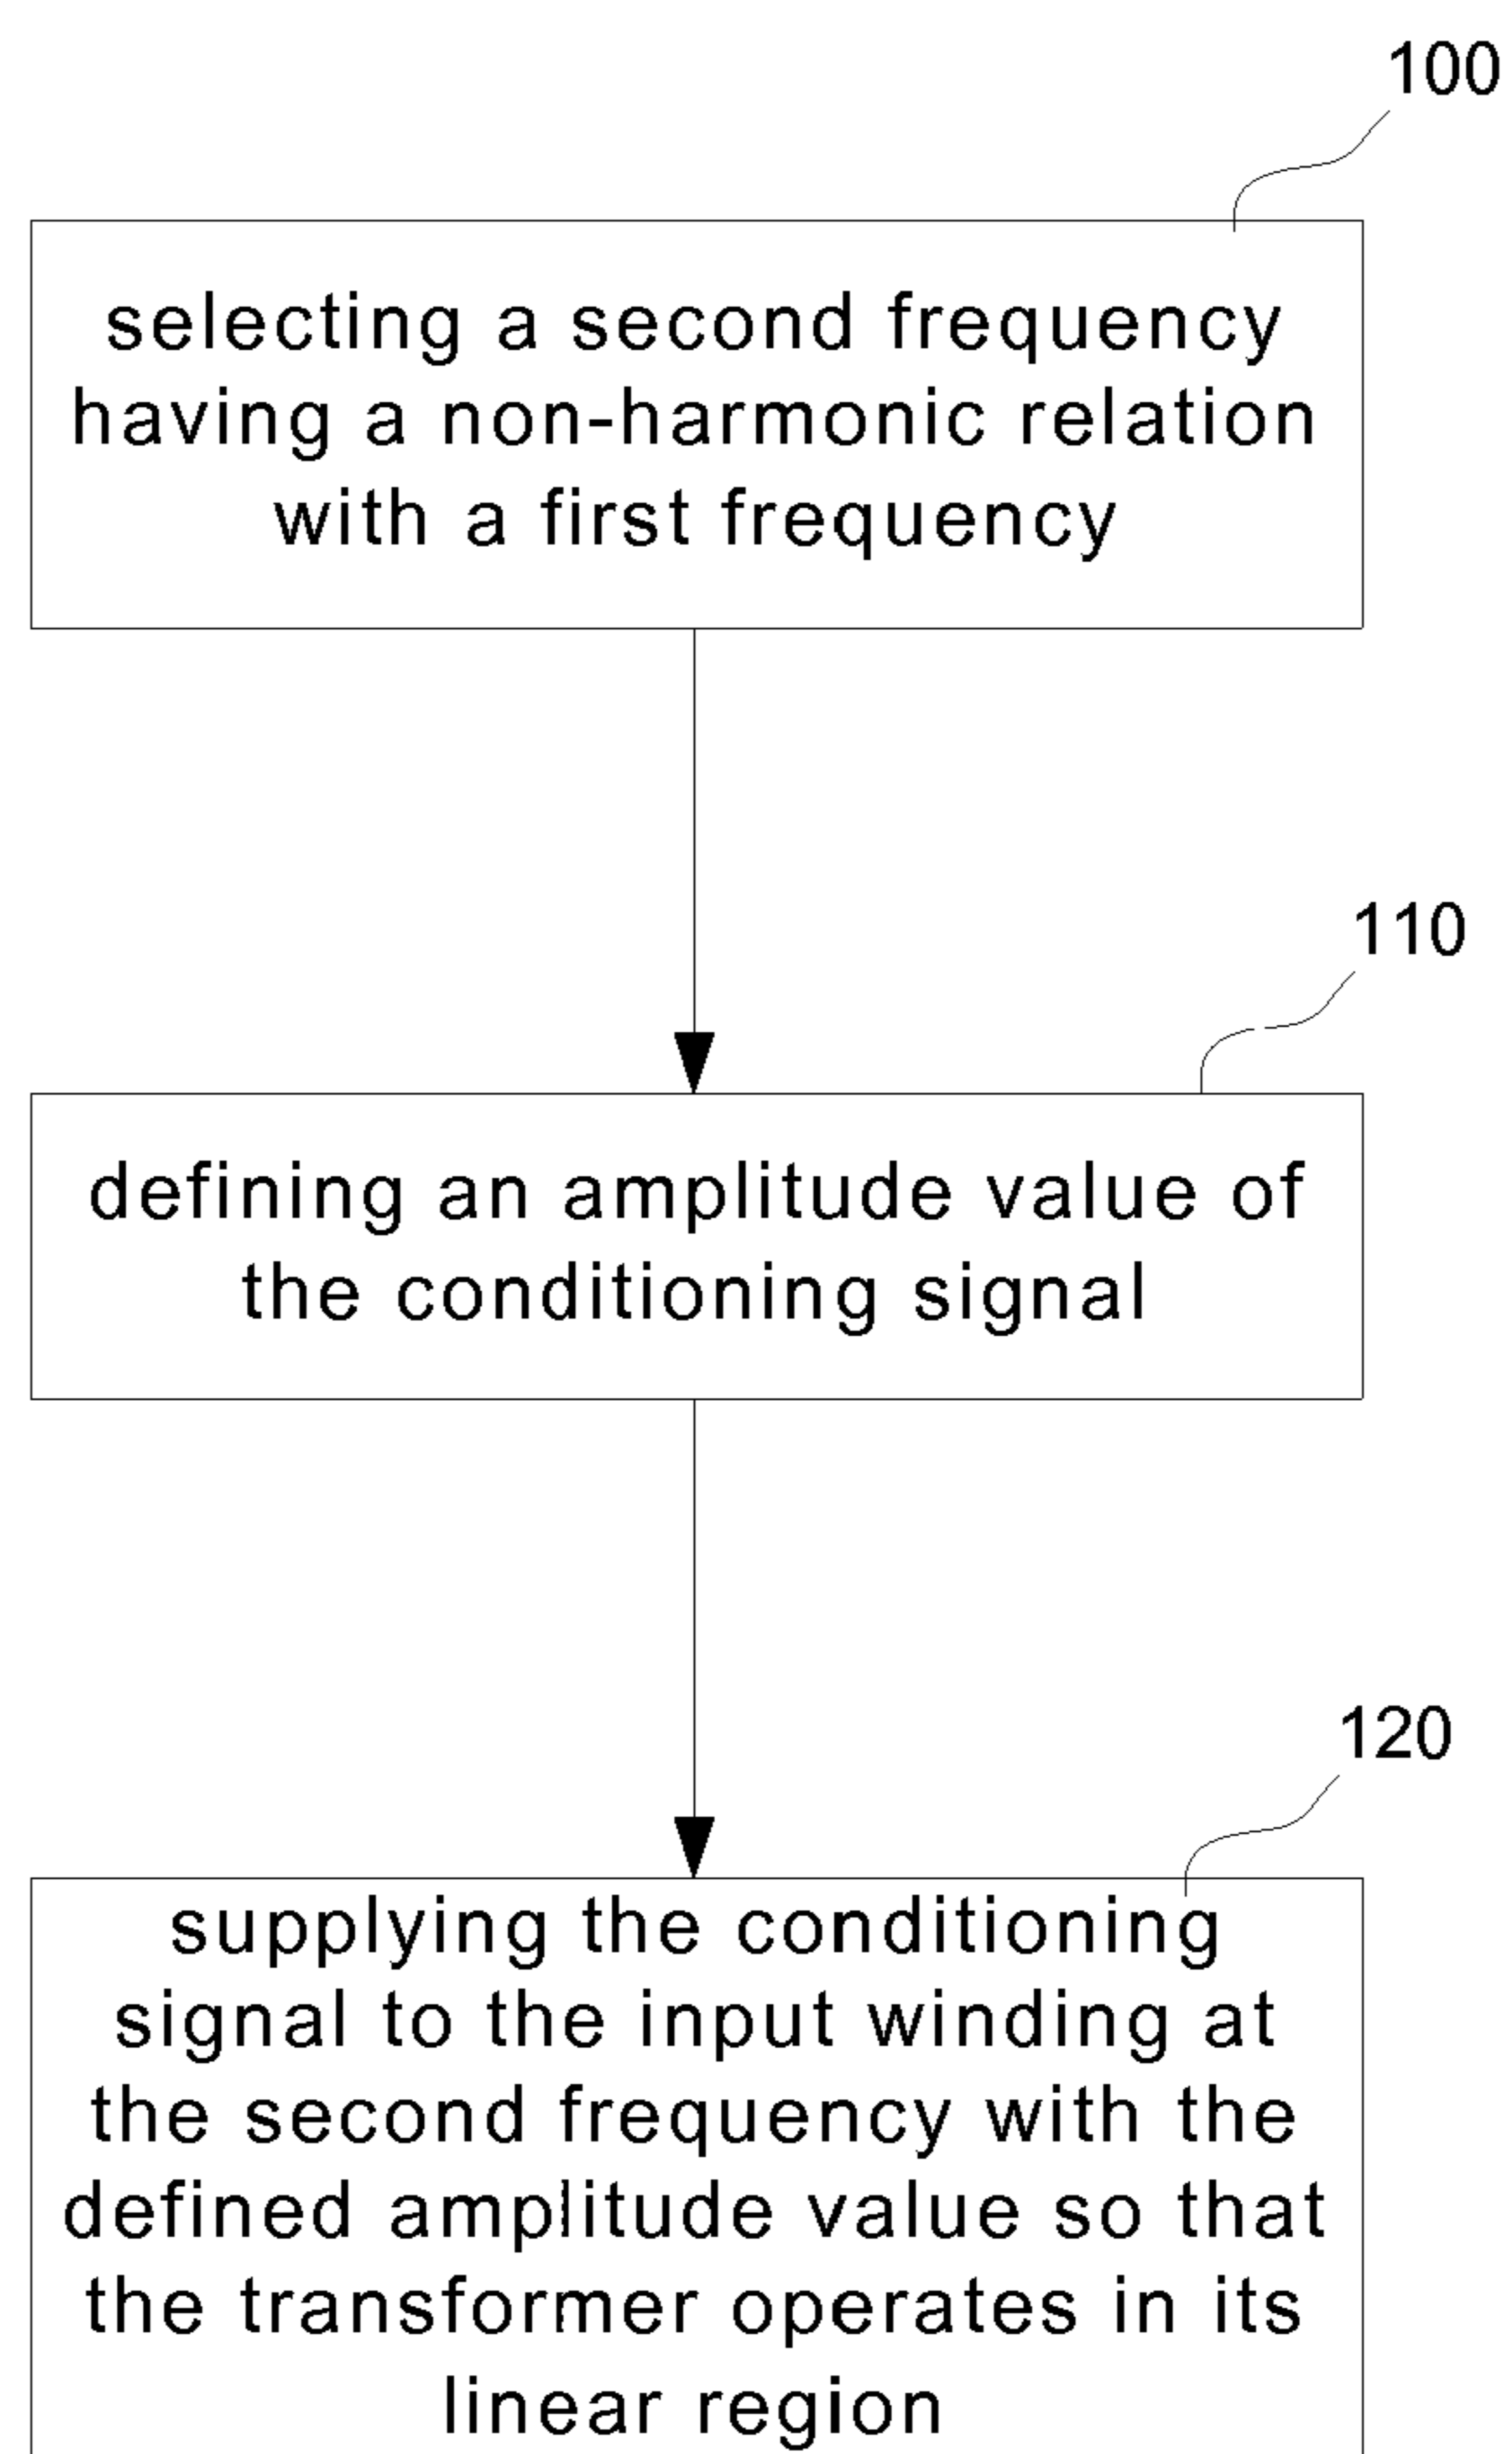 100
selecting a second frequency
having a non-harmonic relation
with a first frequency
110
defining an amplitude value of
the conditioning signal
120
supplying the conditioning
signal to the input winding at
the second frequency with the
defined amplitude value so that
the transformer operates in its
linear region